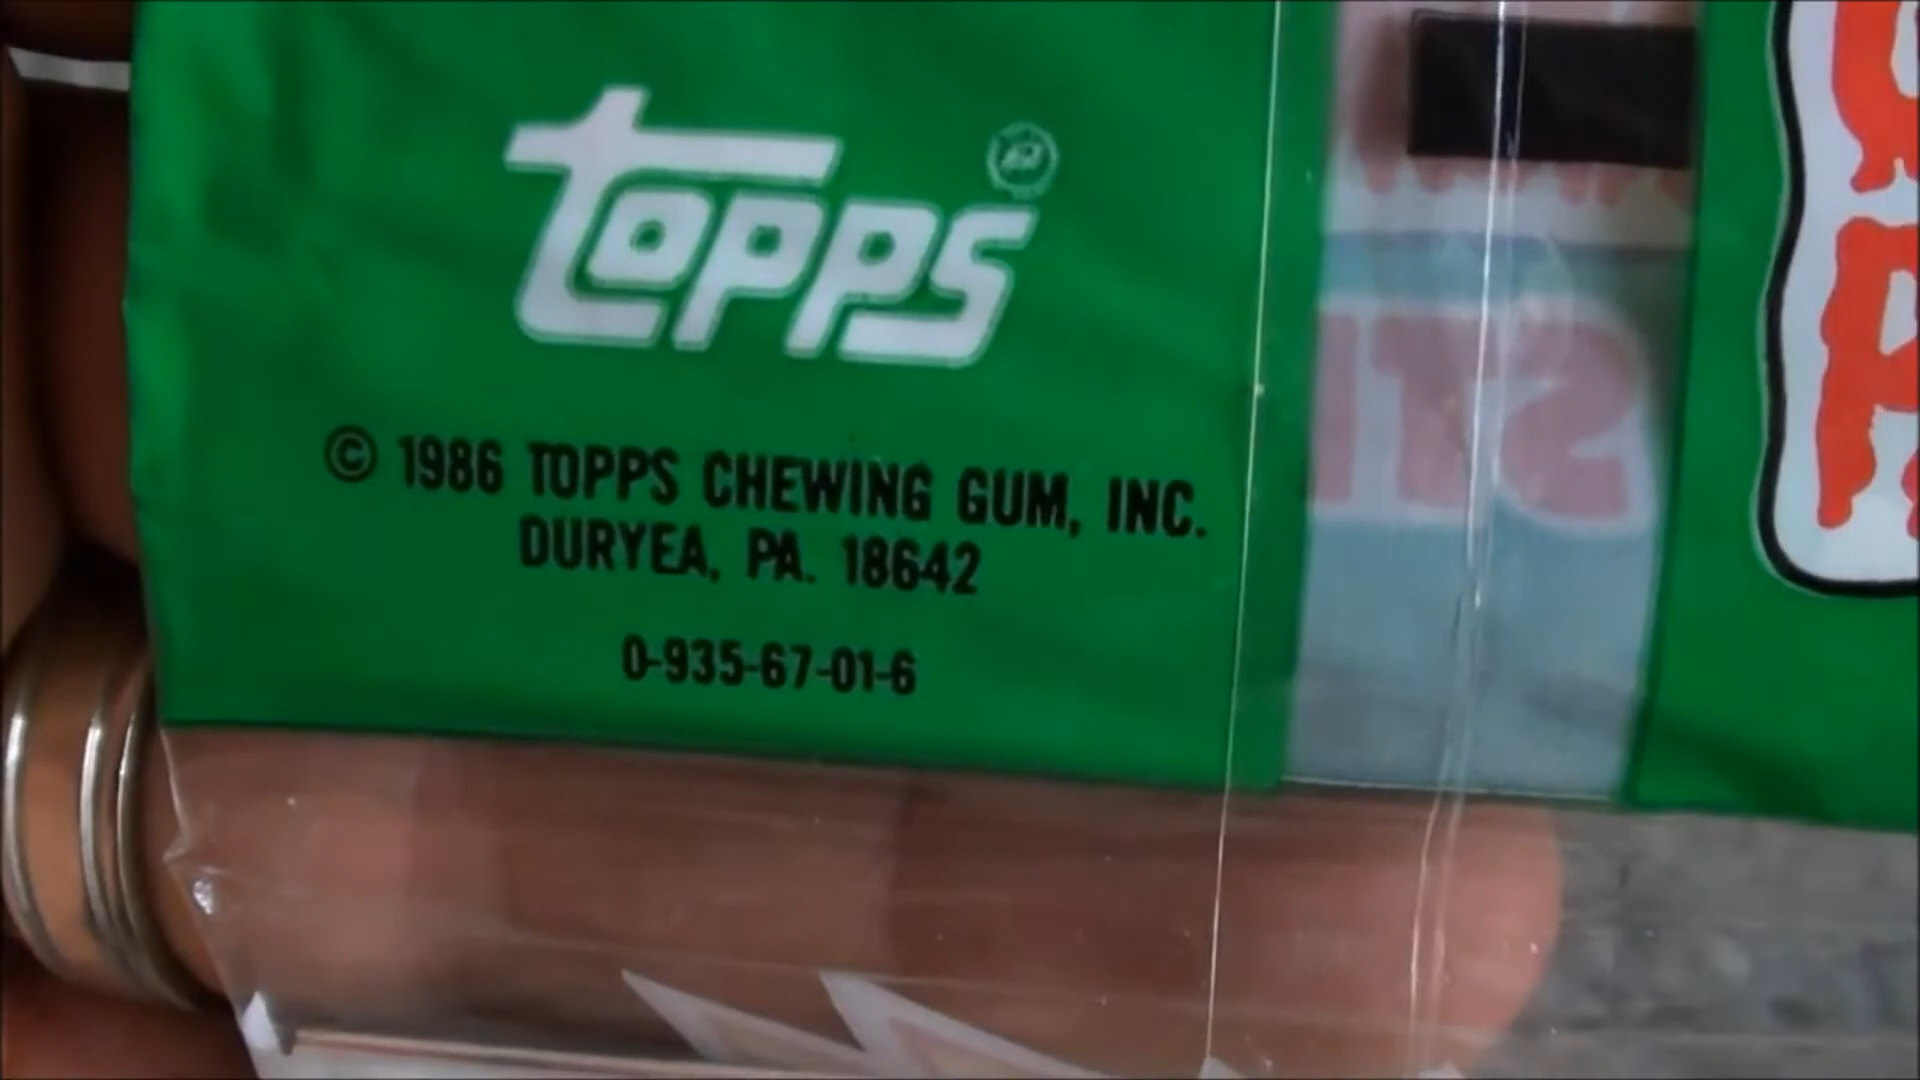 topps
© 1986 TOPPS CHEWING GUM, INC.
DURYEA, PA. 18642
0-935-67-01-6